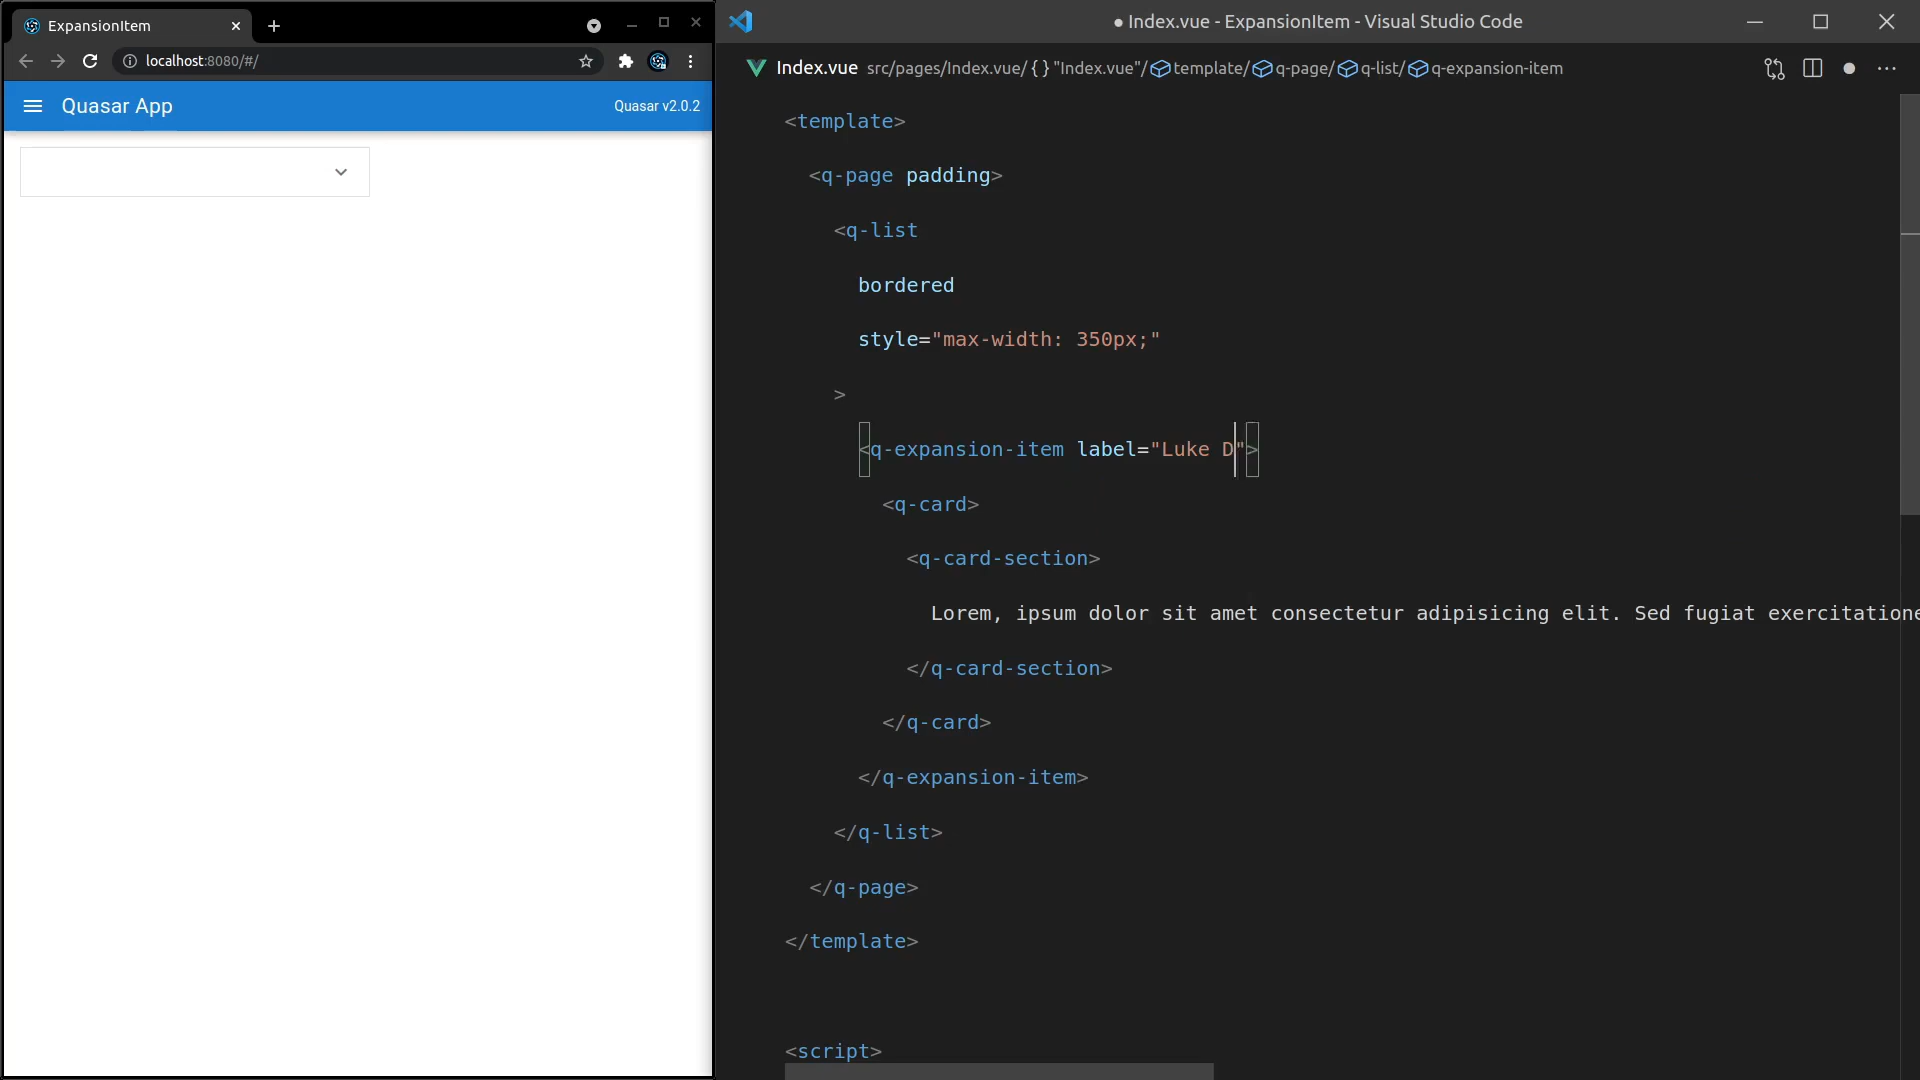 ExpansionItem
localhost:8080/#/
Quasar App
Quasar v2.0.2
● Index.vue - ExpansionItem - Visual Studio Code
Index.vue src/pages/Index.vue/ {} "Index.vue"/ template/ q-page/ q-list/ q-expansion-item
<template>
<q-page padding>
<q-list
bordered
style="max-width: 350px;"
>
<q-expansion-item label="Luke D">
<q-card>
<q-card-section>
Lorem, ipsum dolor sit amet consectetur adipisicing elit. Sed fugiat exercitatione
</q-card-section>
</q-card>
</q-expansion-item>
</q-list>
</q-page>
</template>
<script>